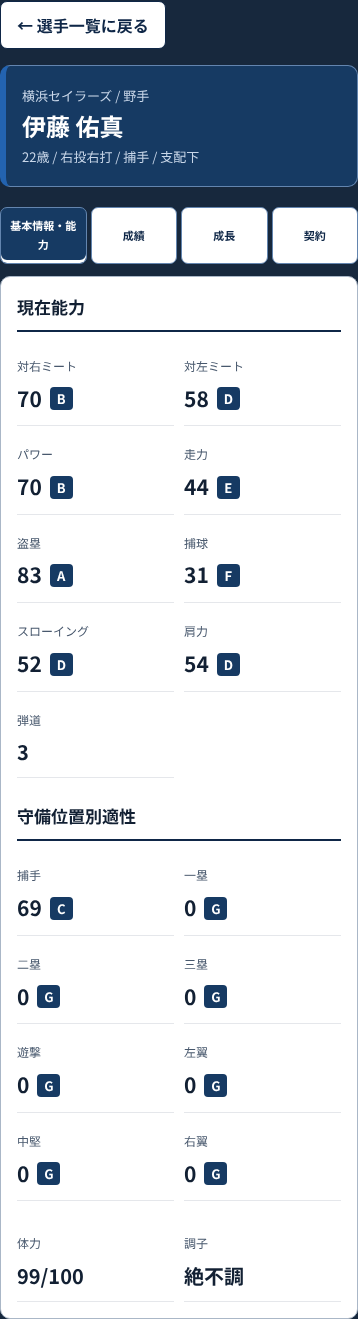 ← 選手一覧に戻る
横浜セイラーズ / 野手
伊藤 佑真
22歳 / 右投右打 / 捕手 / 支配下
基本情報・能
力
成績
成長
契約
現在能力
対右ミート
70 B
対左ミート
58 D
パワー
70 B
走力
44 E
盗塁
83 A
捕球
31 F
スローイング
52 D
肩力
54 D
弾道
3
守備位置別適性
捕手
69 C
一塁
0 G
二塁
0 G
三塁
0 G
遊撃
0 G
左翼
0 G
中堅
0 G
右翼
0 G
体力
99/100
調子
絶不調